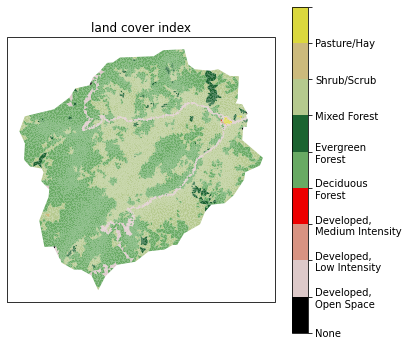 land cover index
Pasture/Hay
Shrub/Scrub
Mixed Forest
Evergreen
Forest
Deciduous
Forest
Developed,
Medium Intensity
Developed,
Low Intensity
Developed,
Open Space
None